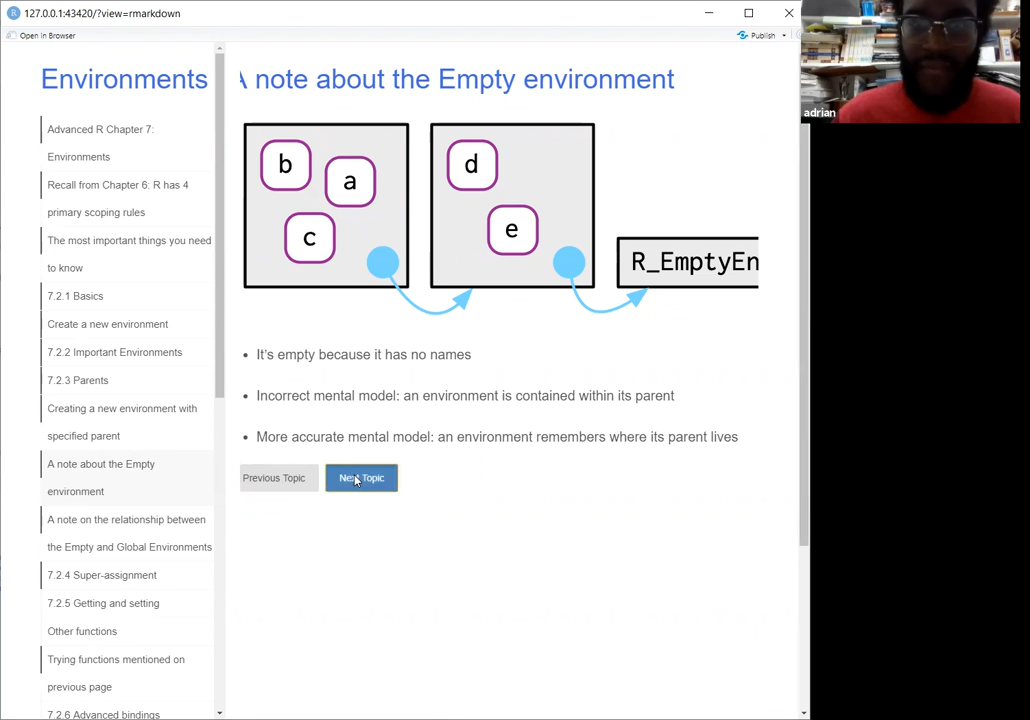 127.0.0.1:43420/?view=rmarkdown
Open in Browser
Publish
Environments
Advanced R Chapter 7:
Environments
Recall from Chapter 6: R has 4
primary scoping rules
The most important things you need
to know
7.2.1 Basics
Create a new environment
7.2.2 Important Environments
7.2.3 Parents
Creating a new environment with
specified parent
A note about the Empty
environment
A note on the relationship between
the Empty and Global Environments
7.2.4 Super-assignment
7.2.5 Getting and setting
Other functions
Trying functions mentioned on
previous page
7.2.6 Advanced bindings
A note about the Empty environment
b
a
c
d
e
R_EmptyEn
• It's empty because it has no names
• Incorrect mental model: an environment is contained within its parent
• More accurate mental model: an environment remembers where its parent lives
Previous Topic
Next Topic
adrian